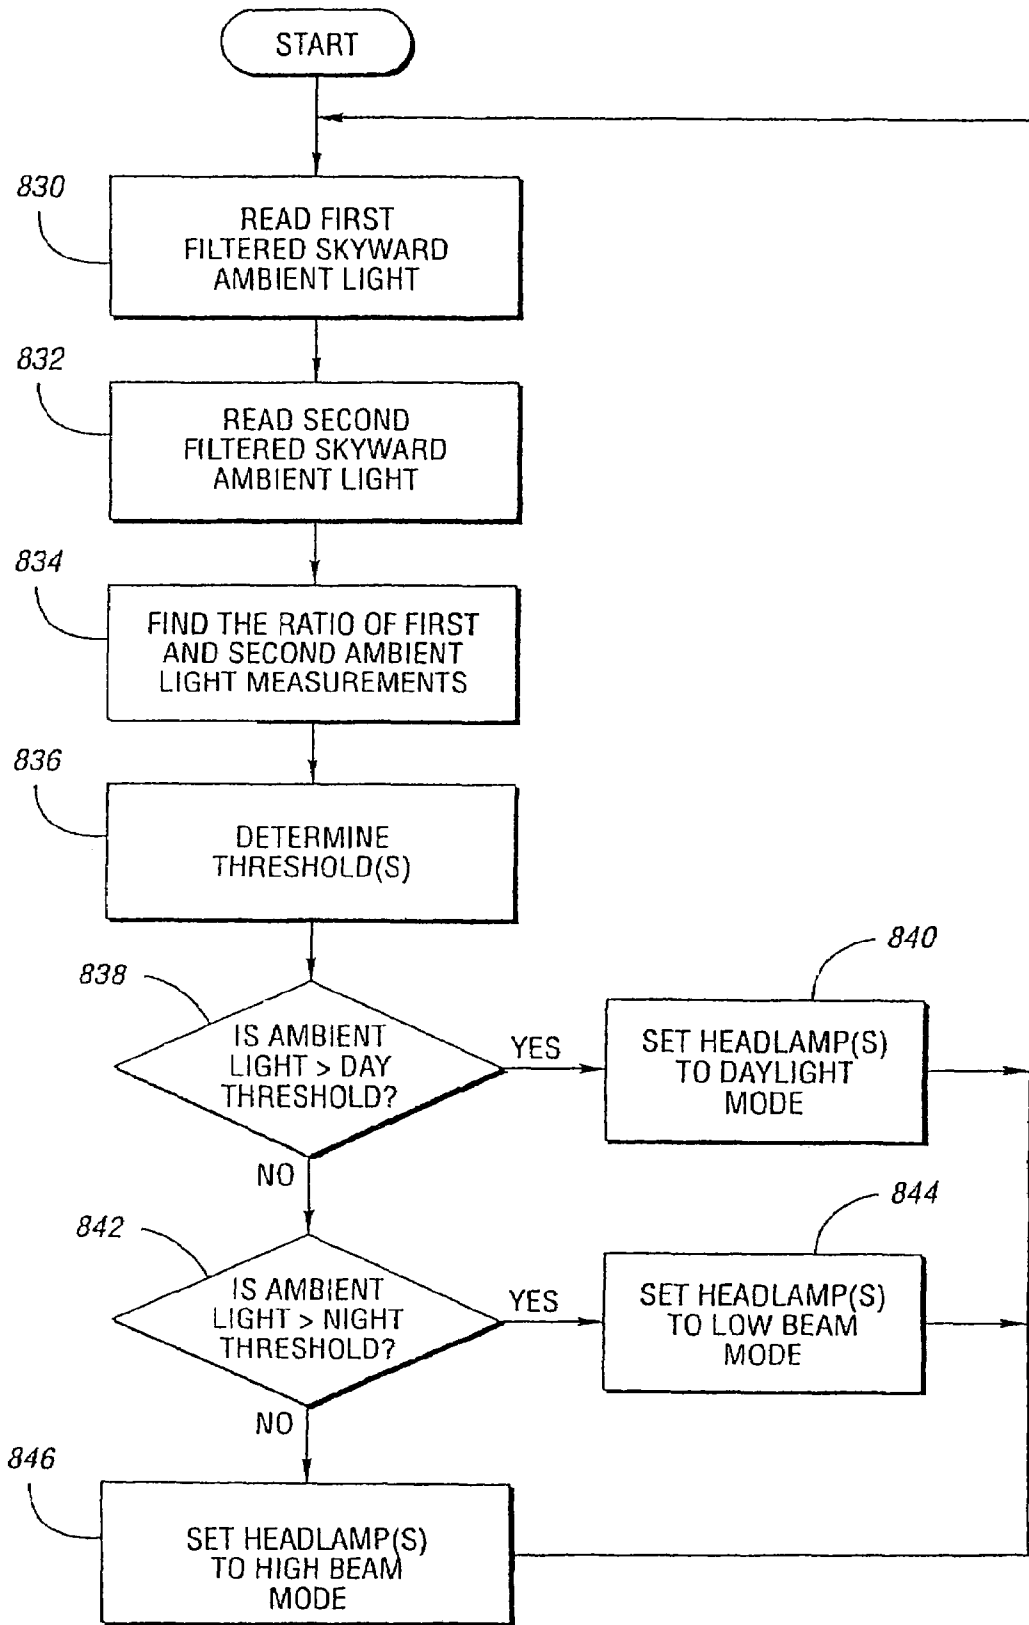 START
830
READ FIRST
FILTERED SKYWARD
AMBIENT LIGHT
832
READ SECOND
FILTERED SKYWARD
AMBIENT LIGHT
834
FIND THE RATIO OF FIRST
AND SECOND AMBIENT
LIGHT MEASUREMENTS
836
DETERMINE
THRESHOLD(S)
838
IS AMBIENT
LIGHT > DAY
THRESHOLD?
YES
840
SET HEADLAMP(S)
TO DAYLIGHT
MODE
NO
842
IS AMBIENT
LIGHT > NIGHT
THRESHOLD?
YES
844
SET HEADLAMP(S)
TO LOW BEAM
MODE
NO
846
SET HEADLAMP(S)
TO HIGH BEAM
MODE